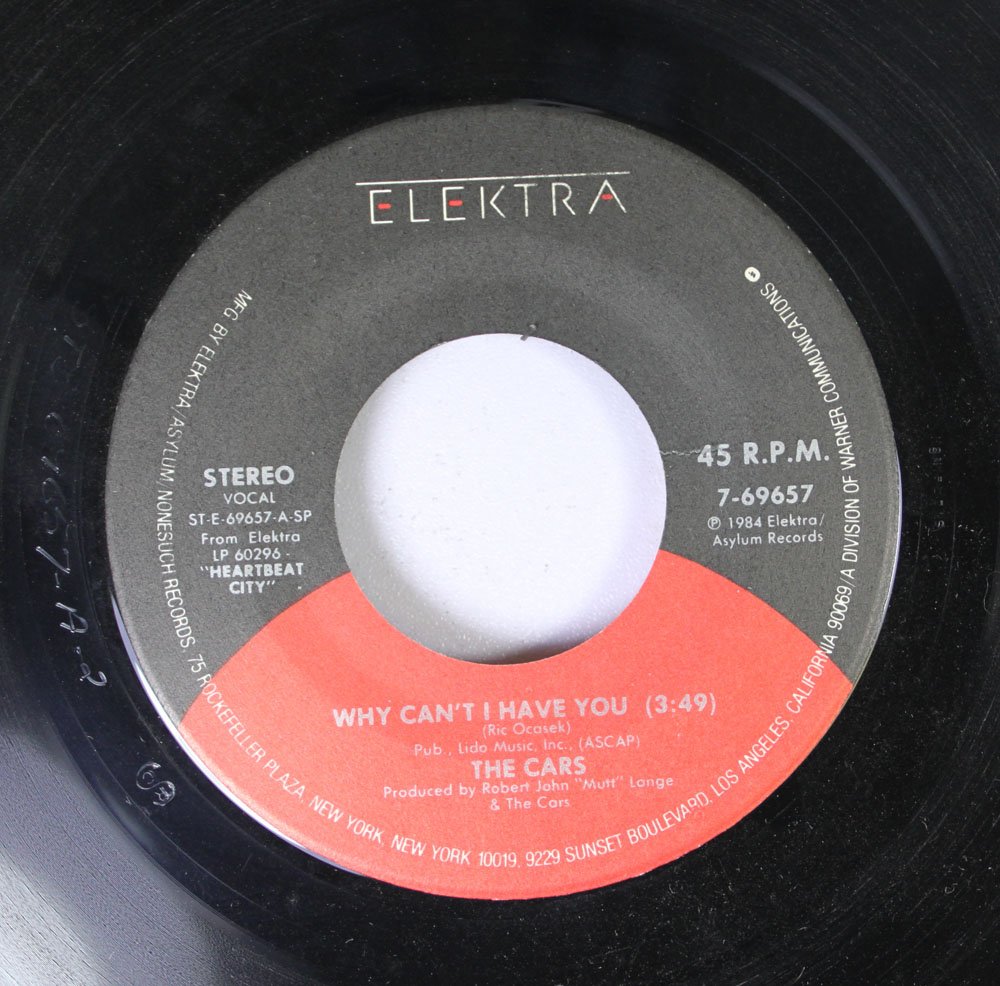 ELEKTRA
MFG. BY ELEKTRA/ASYLUM/NONESUCH RECORDS, 75 ROCKEFELLER PLAZA, NEW YORK, NEW YORK 10019, 9229 SUNSET BOULEVARD, LOS ANGELES, CALIFORNIA 90069/A DIVISION OF WARNER COMMUNICATIONS
STEREO
VOCAL
ST-E-69657-A-SP
From Elektra
LP 60296 -
"HEARTBEAT
CITY"
45 R.P.M.
7-69657
℗ 1984 Elektra/
Asylum Records
WHY CAN'T I HAVE YOU (3:49)
(Ric Ocasek)
Pub., Lido Music, Inc., (ASCAP)
THE CARS
Produced by Robert John "Mutt" Lange
& The Cars